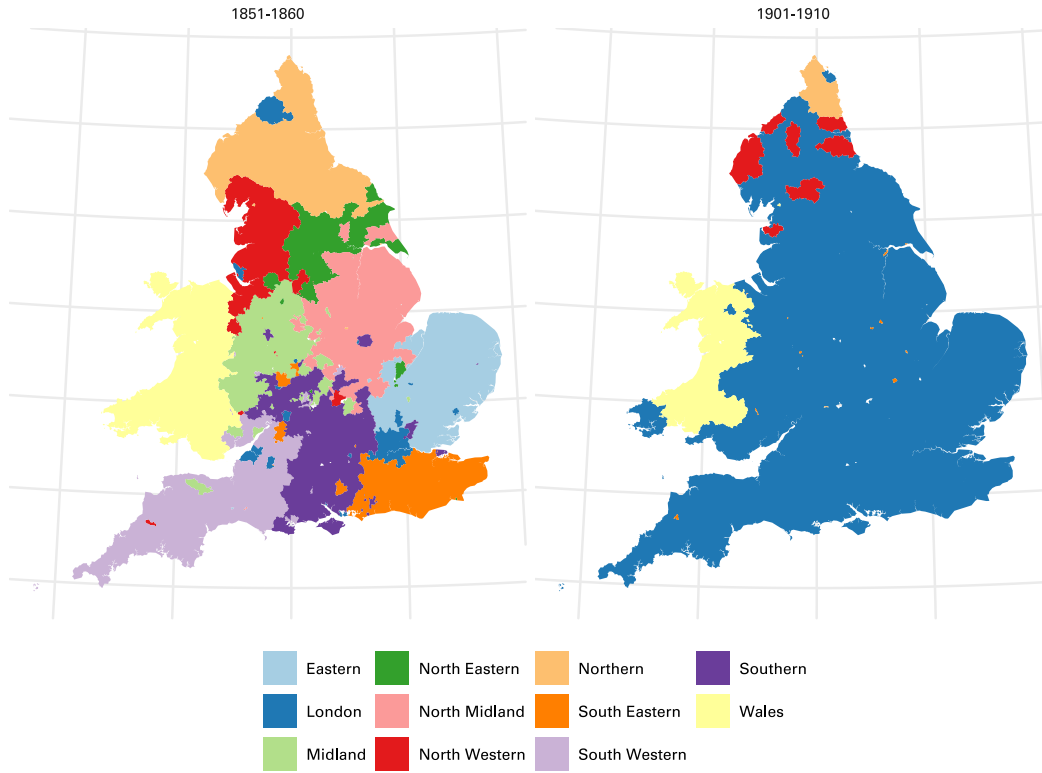 1851-1860
1901-1910
Eastern
North Eastern
Northern
Southern
London
North Midland
South Eastern
Wales
Midland
North Western
South Western